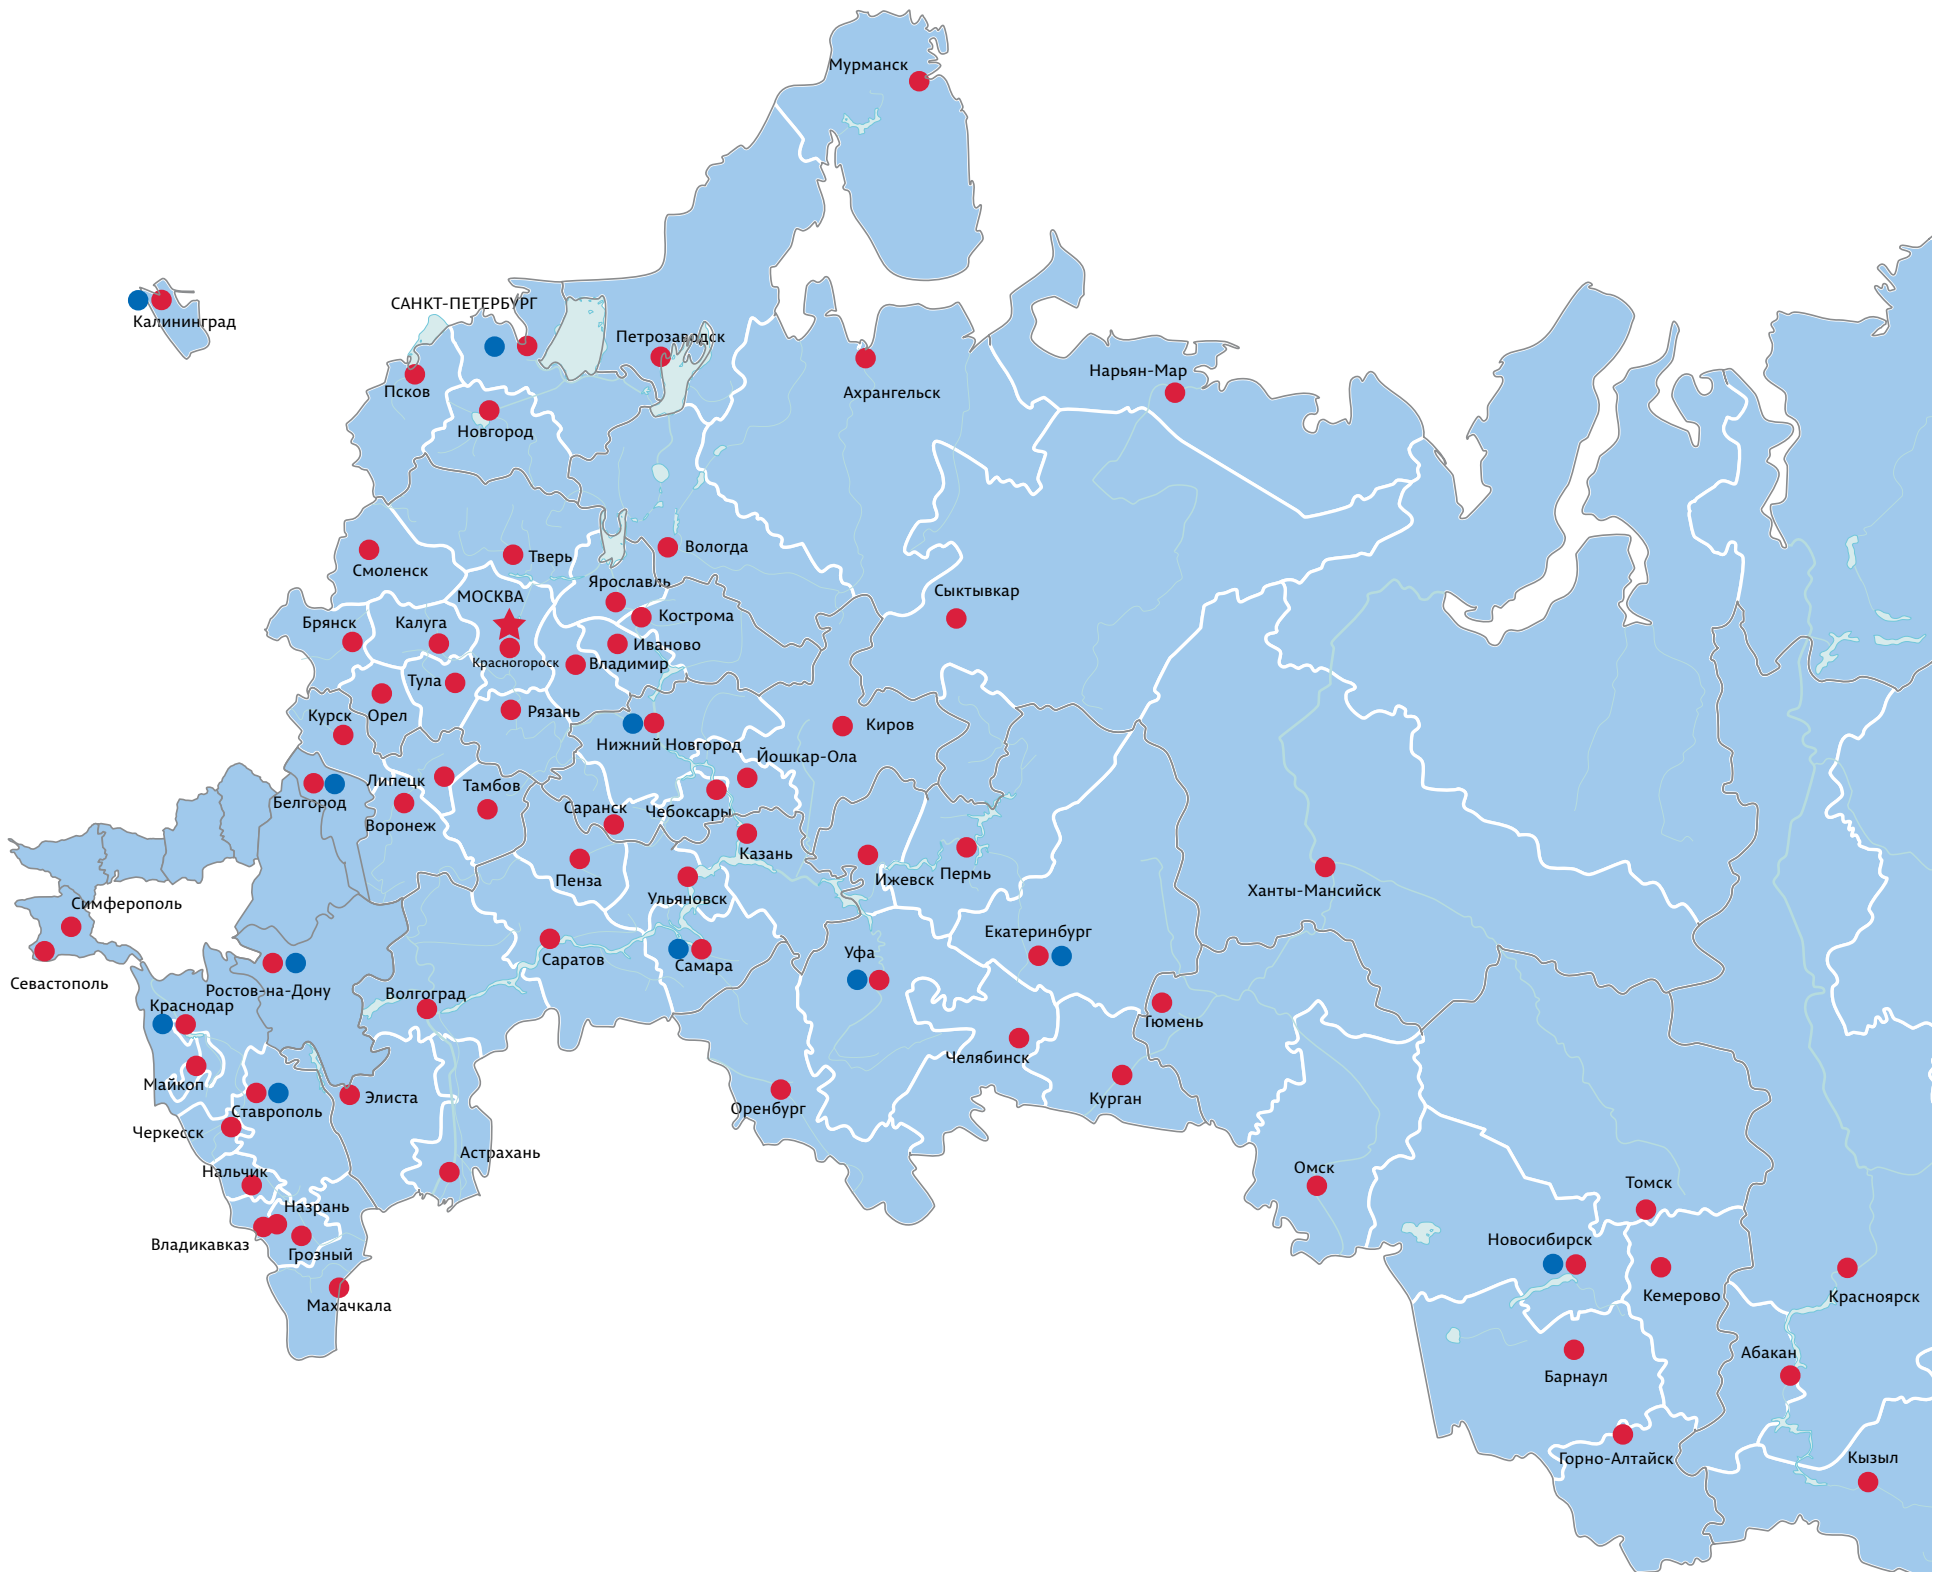 Мурманск
САНКТ-ПЕТЕРБУРГ
Калининград
Петрозаводск
Нарьян-Мар
Псков
Ахрангельск
Новгород
Вологда
Тверь
Смоленск
Ярославль
Сыктывкар
МОСКВА
Кострома
Брянск
Калуга
Иваново
Красногорск
Владимир
Тула
Рязань
Курск
Орел
Киров
Нижний Новгород
Йошкар-Ола
Липецк
Тамбов
Белгород
Саранск
Чебоксары
Воронеж
Казань
Пермь
Пенза
Ижевск
Ханты-Мансийск
Ульяновск
Симферополь
Екатеринбург
Уфа
Саратов
Самара
Севастополь
Ростов-на-Дону
Волгоград
Краснодар
Тюмень
Челябинск
Майкоп
Элиста
Курган
Оренбург
Ставрополь
Черкесск
Астрахань
Омск
Нальчик
Томск
Назрань
Новосибирск
Владикавказ
Грозный
Кемерово
Красноярск
Махачкала
Абакан
Барнаул
Горно-Алтайск
Кызыл